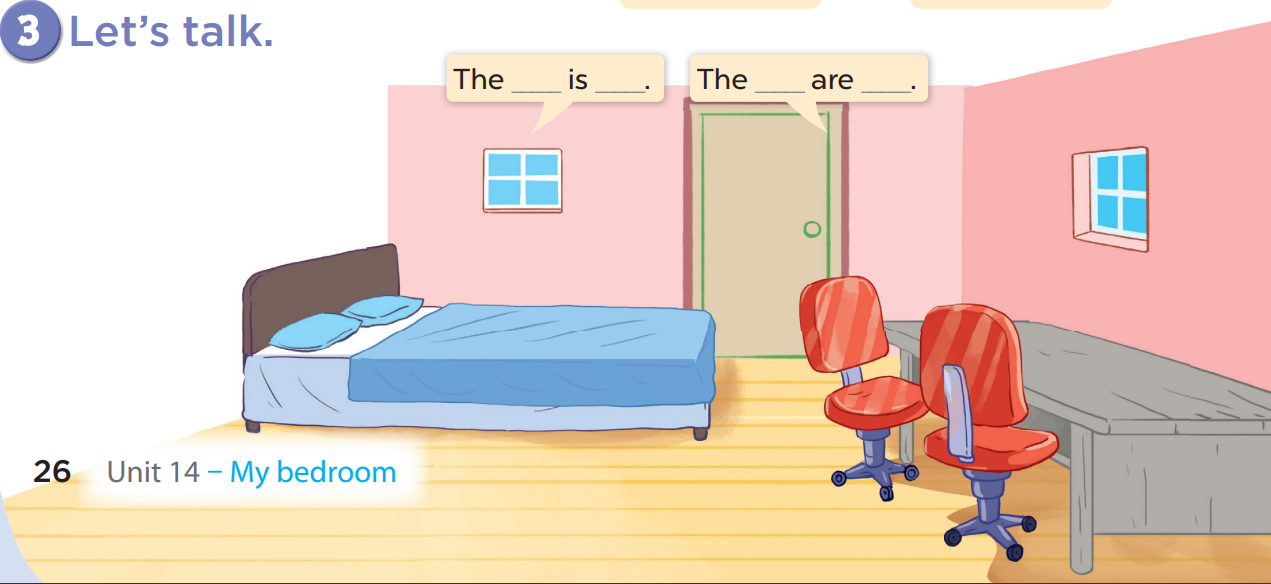 3 Let's talk.
The ____ is ____.
The ____ are ____.
26 Unit 14 – My bedroom